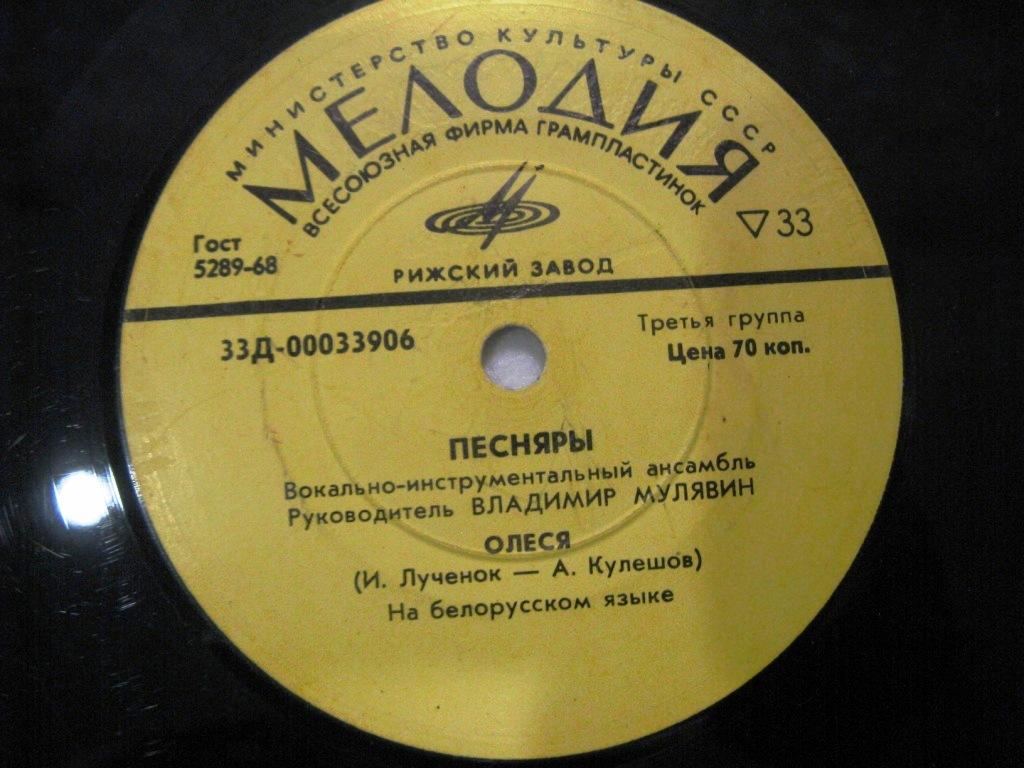 МИНИСТЕРСТВО КУЛЬТУРЫ СССР
МЕЛОДИЯ
ВСЕСОЮЗНАЯ ФИРМА ГРАМПЛАСТИНОК
Гост
5289-68
▽33
РИЖСКИЙ ЗАВОД
33Д-00033906
Третья группа
Цена 70 коп.
ПЕСНЯРЫ
Вокально-инструментальный ансамбль
Руководитель ВЛАДИМИР МУЛЯВИН
ОЛЕСЯ
(И. Лученок — А. Кулешов)
На белорусском языке